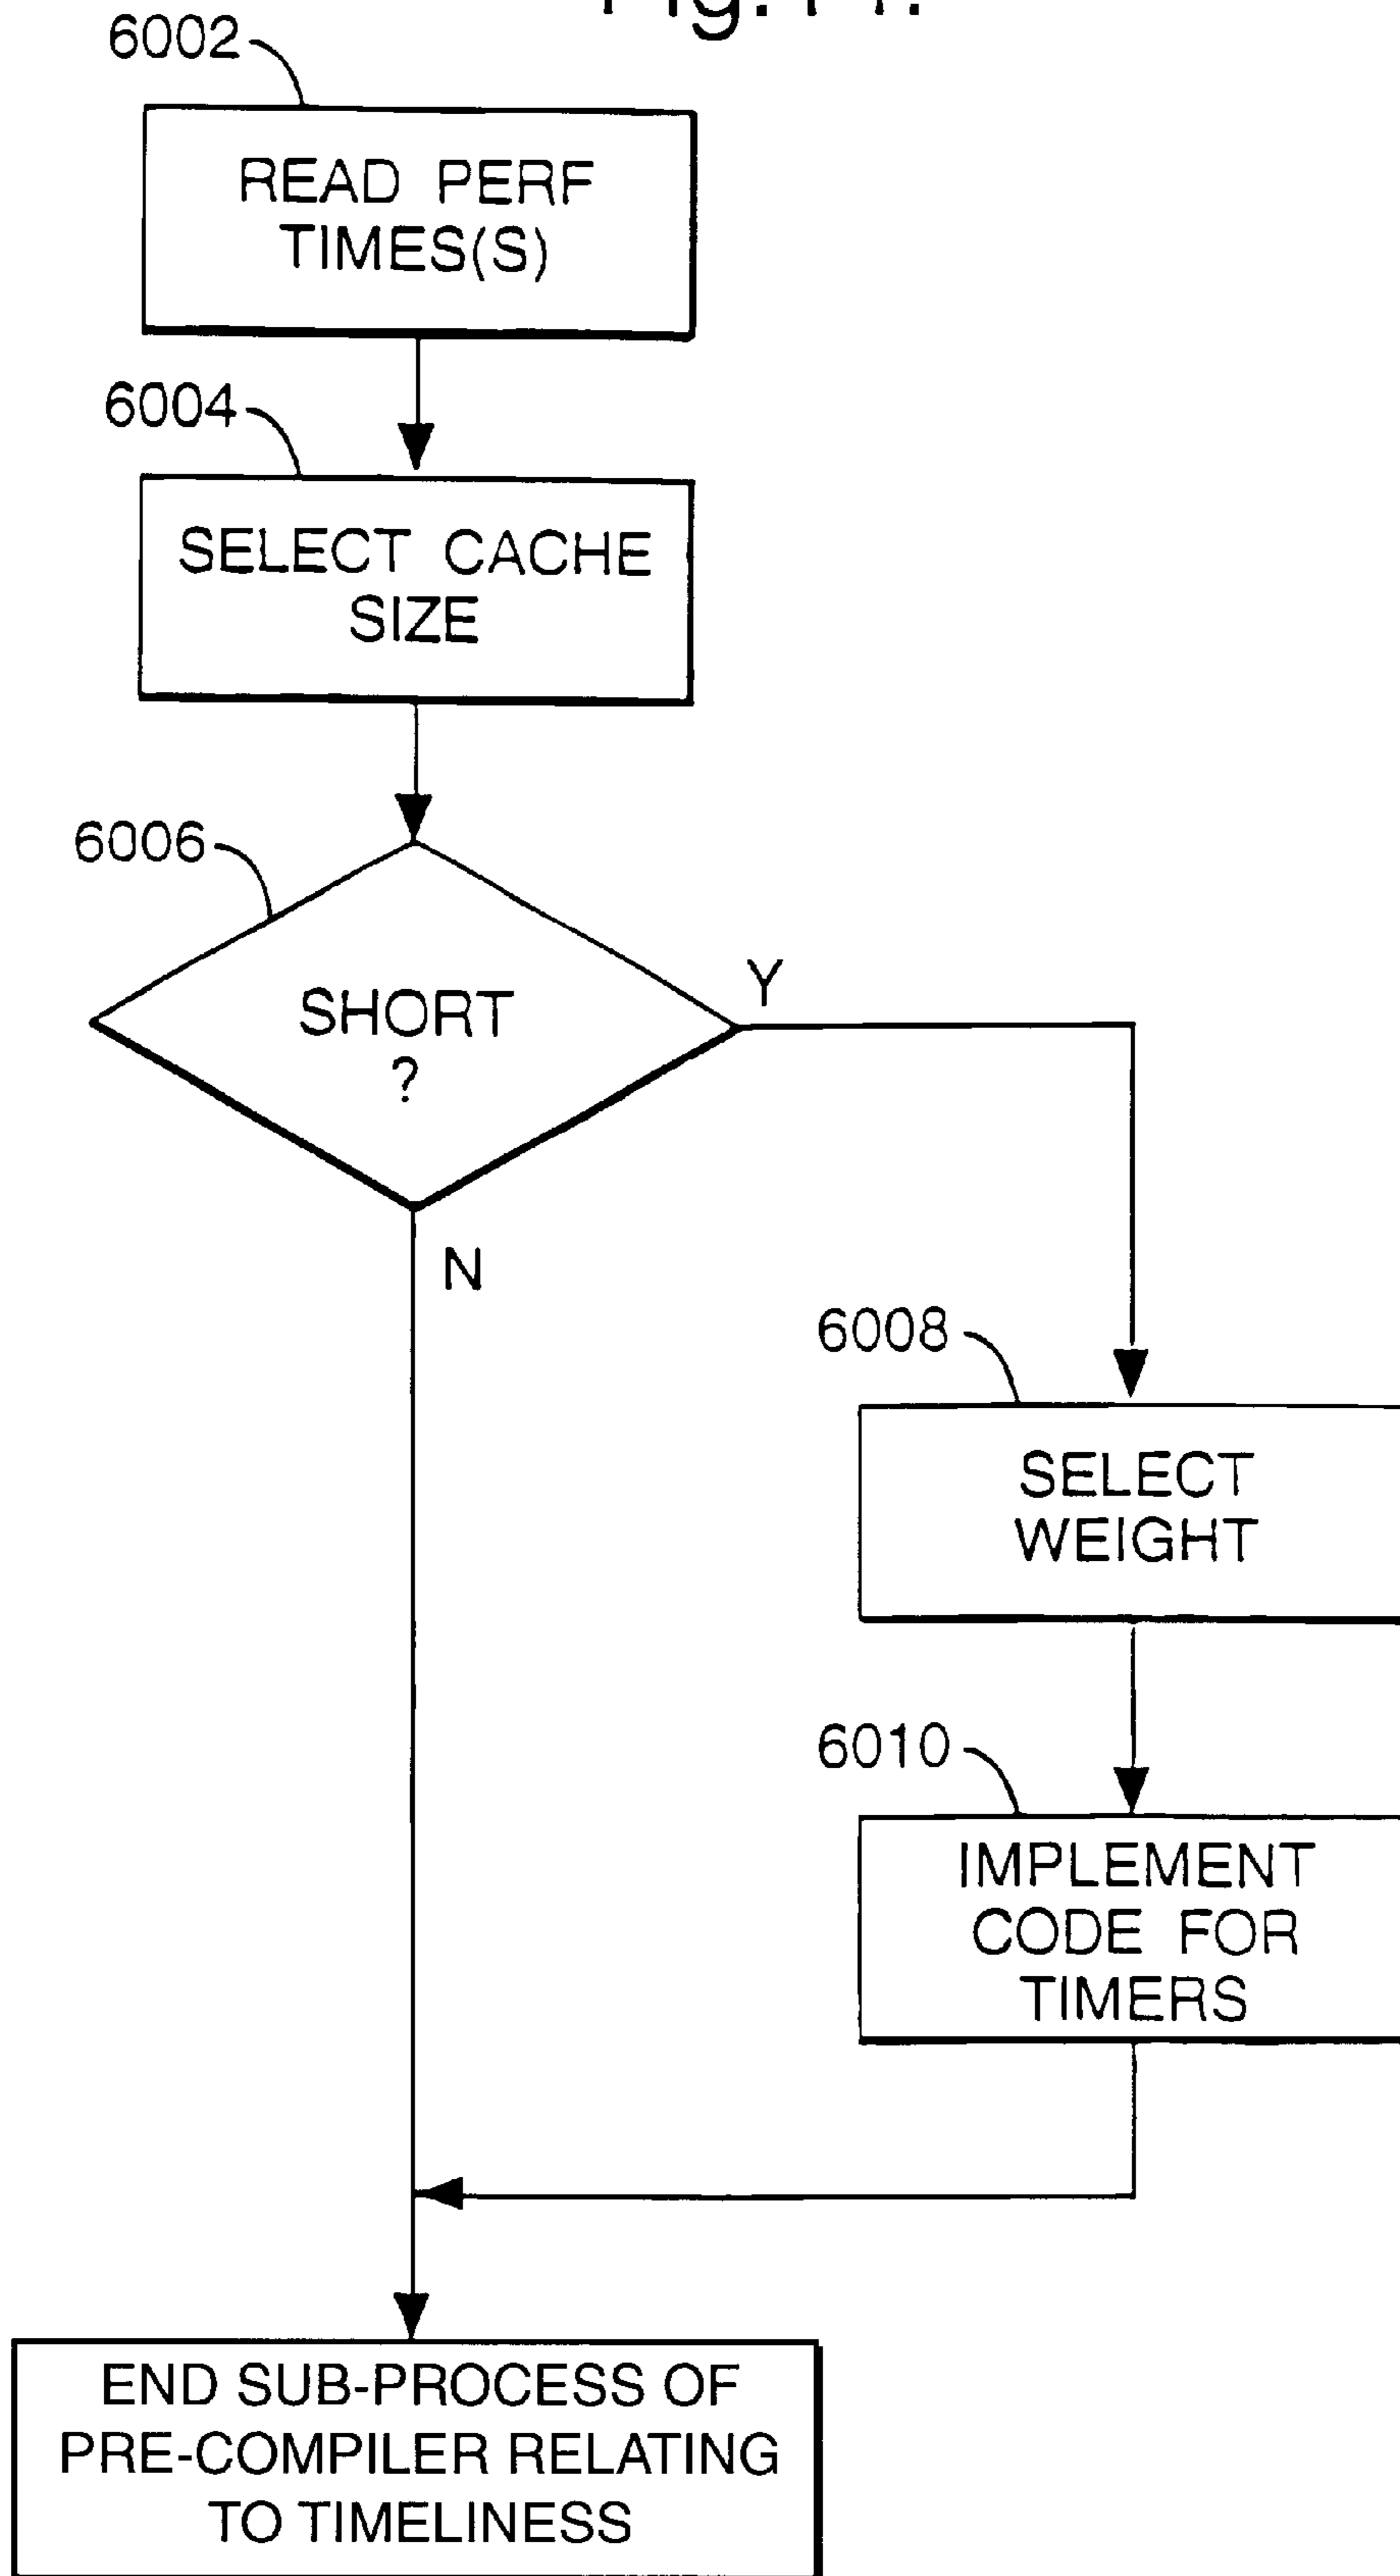 6002
READ PERF
TIMES(S)
6004
SELECT CACHE
SIZE
6006
SHORT
?
Y
N
6008
SELECT
WEIGHT
6010
IMPLEMENT
CODE FOR
TIMERS
END SUB-PROCESS OF
PRE-COMPILER RELATING
TO TIMELINESS